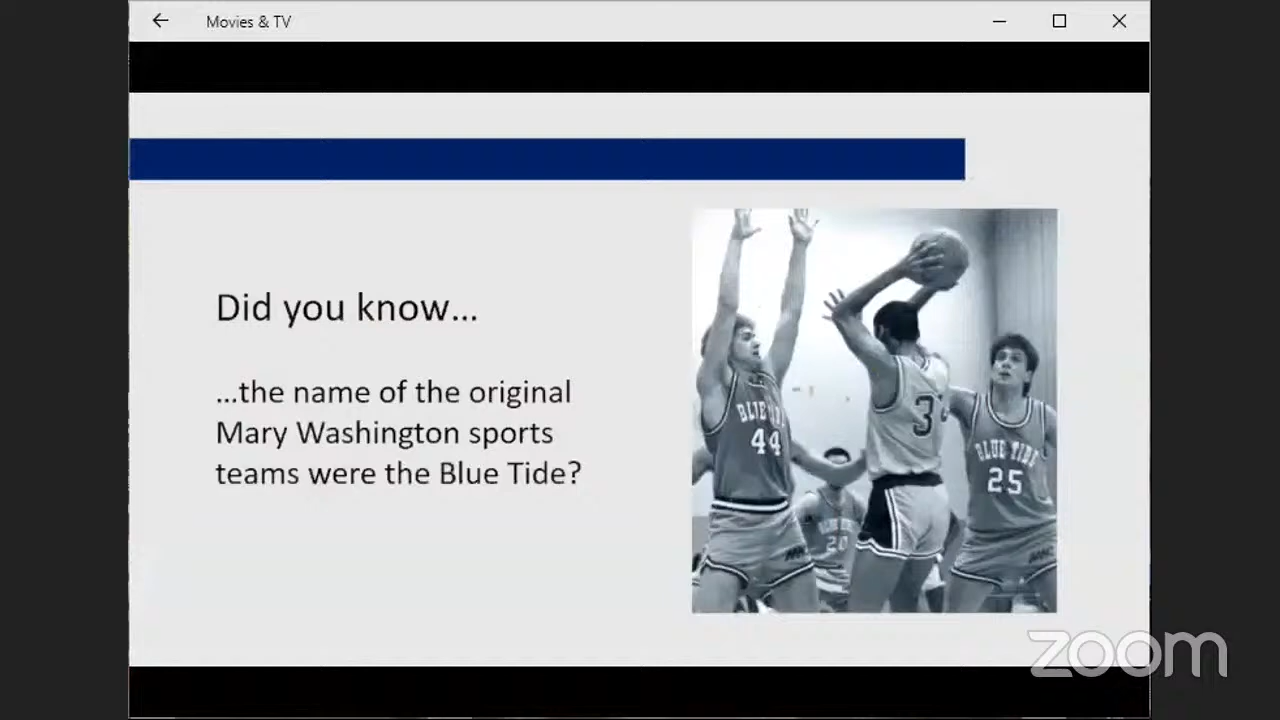 Movies & TV
Did you know...
...the name of the original
Mary Washington sports
teams were the Blue Tide?
BLUE TIDE
44
BLUE TIDE
25
20
zoom